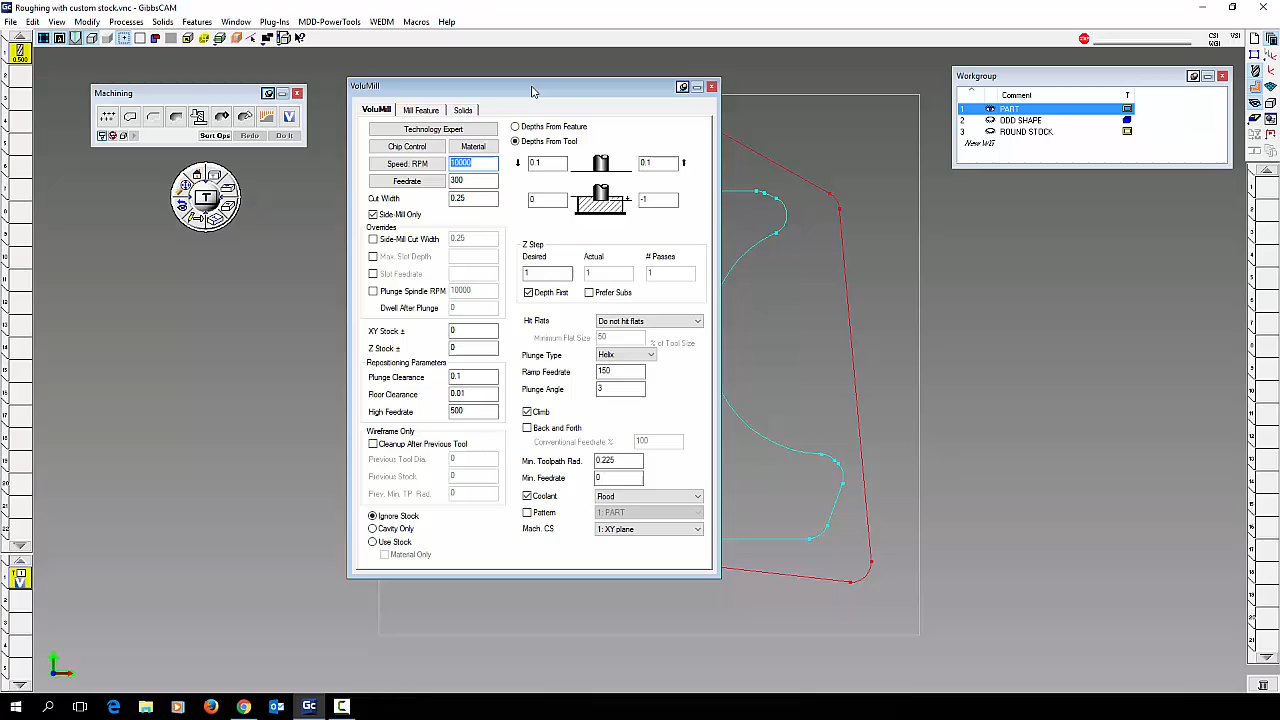 Roughing with custom stock.vnc - GibbsCAM
File Edit View Modify Processes Solids Features Window Plug-Ins MDD-PowerTools WEDM Macros Help
CSI
WGI
VSI
Machining
Sort Ops Redo Do It
T
VoluMill
VoluMill Mill Feature Solids
Technology Expert
Chip Control Material
Speed: RPM 10000
Feedrate 300
Cut Width 0.25
Side-Mill Only
Overrides
Side-Mill Cut Width 0.25
Max. Slot Depth
Slot Feedrate
Plunge Spindle RPM 10000
Dwell After Plunge 0
XY Stock ± 0
Z Stock ± 0
Repositioning Parameters
Plunge Clearance 0.1
Floor Clearance 0.01
High Feedrate 500
Wireframe Only
Cleanup After Previous Tool
Previous Tool Dia. 0
Previous Stock. 0
Prev. Min. TP Rad. 0
Ignore Stock
Cavity Only
Use Stock
Material Only
Depths From Feature
Depths From Tool
0.1 0.1
0 -1
Z Step
Desired Actual # Passes
1 1 1
Depth First Prefer Subs
Hit Flats Do not hit flats
Minimum Flat Size 50 % of Tool Size
Plunge Type Helix
Ramp Feedrate 150
Plunge Angle 3
Climb
Back and Forth
Conventional Feedrate % 100
Min. Toolpath Rad. 0.225
Min. Feedrate 0
Coolant Flood
Pattern 1: PART
Mach. CS 1: XY plane
Workgroup
Comment T
1 PART
2 ODD SHAPE
3 ROUND STOCK
New WG